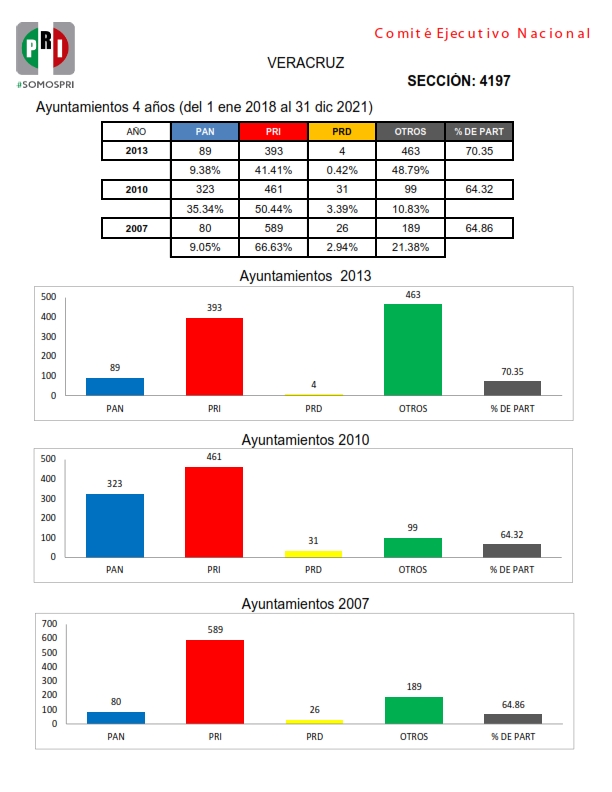 Comité Ejecutivo Nacional
PRI
#SOMOSPRI
VERACRUZ
SECCIÓN: 4197
Ayuntamientos 4 años (del 1 ene 2018 al 31 dic 2021)
AÑO PAN PRI PRD OTROS % DE PART
2013 89 393 4 463 70.35
9.38% 41.41% 0.42% 48.79%
2010 323 461 31 99 64.32
35.34% 50.44% 3.39% 10.83%
2007 80 589 26 189 64.86
9.05% 66.63% 2.94% 21.38%
Ayuntamientos 2013
500
400
300
200
100
0
89 393 4 463 70.35
PAN PRI PRD OTROS % DE PART
Ayuntamientos 2010
500
400
300
200
100
0
323 461 31 99 64.32
PAN PRI PRD OTROS % DE PART
Ayuntamientos 2007
700
600
500
400
300
200
100
0
80 589 26 189 64.86
PAN PRI PRD OTROS % DE PART